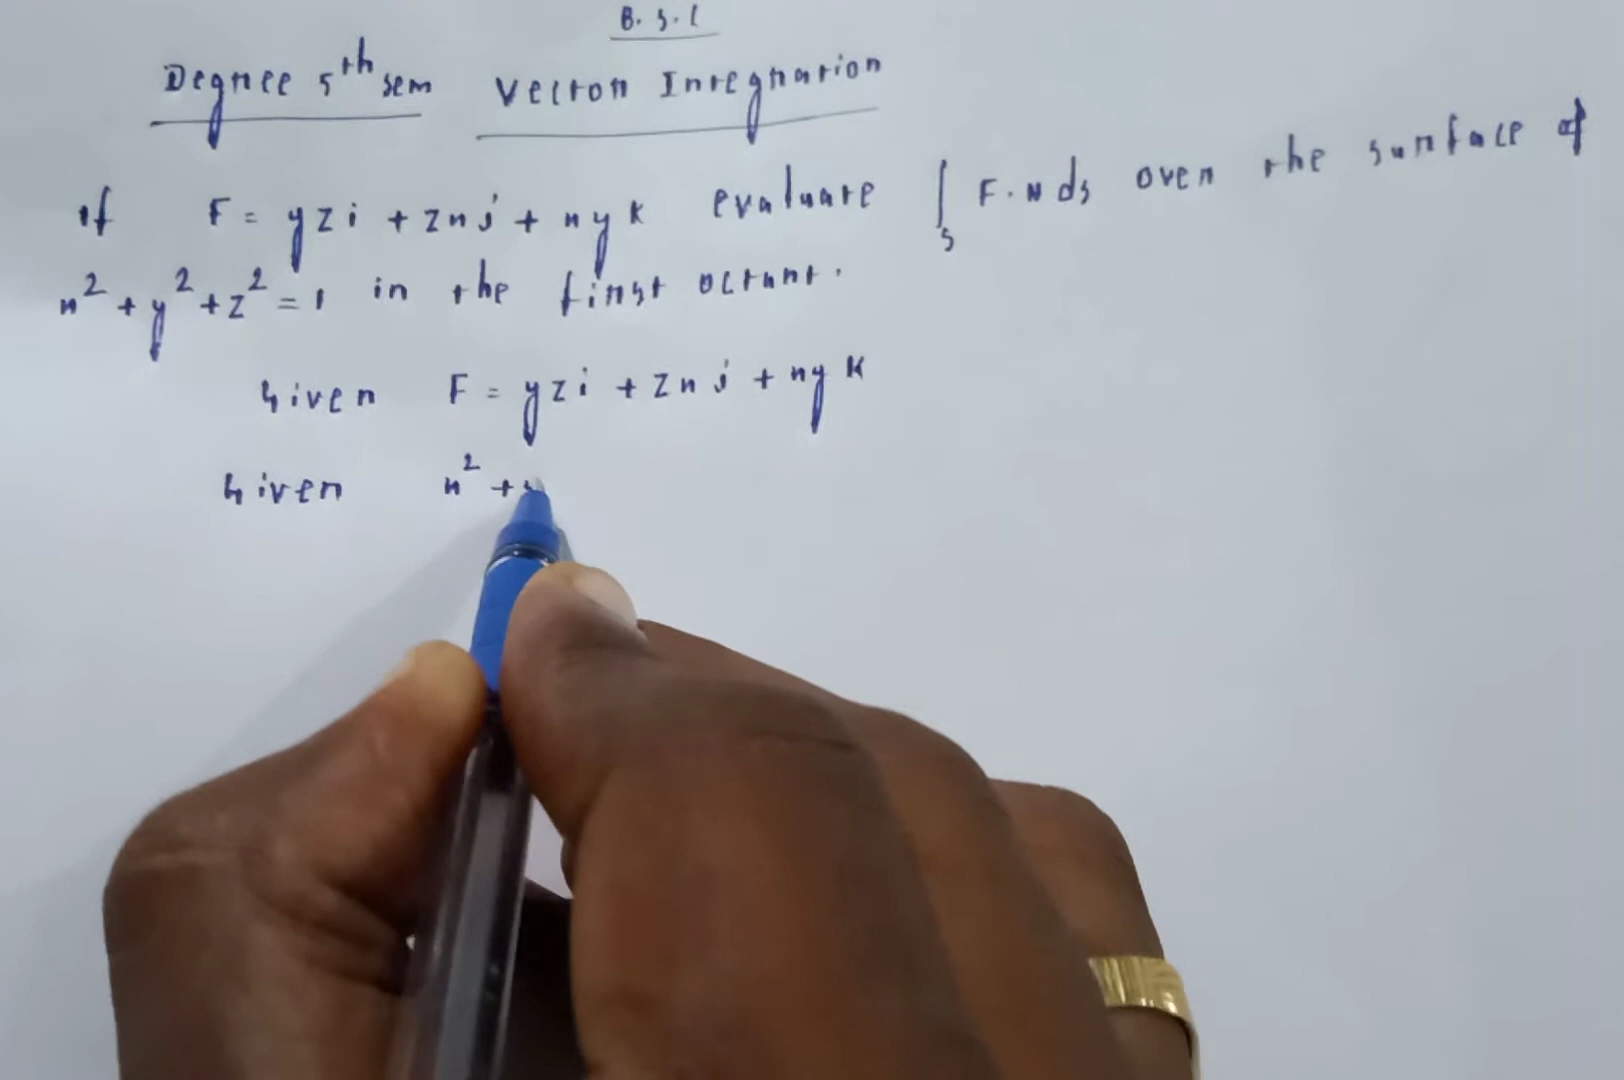 B.S.C
Degree 5th sem Vector Integration
If F = yzi + zxj + xyk evaluate ∫S F.N ds over the surface of
x² + y² + z² = 1 in the first octant.
Given F = yzi + zxj + xyk
Given x² +